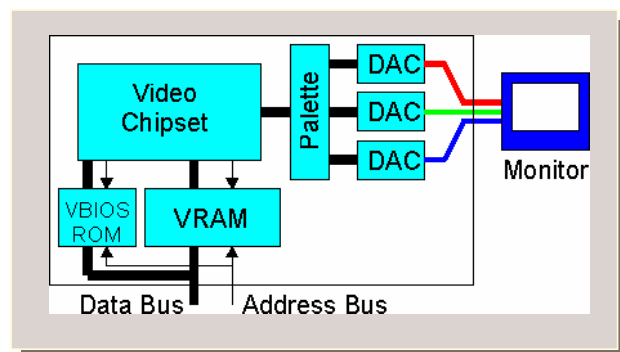 Video
Chipset
Palette
DAC
DAC
DAC
Monitor
VBIOS
ROM
VRAM
Data Bus
Address Bus